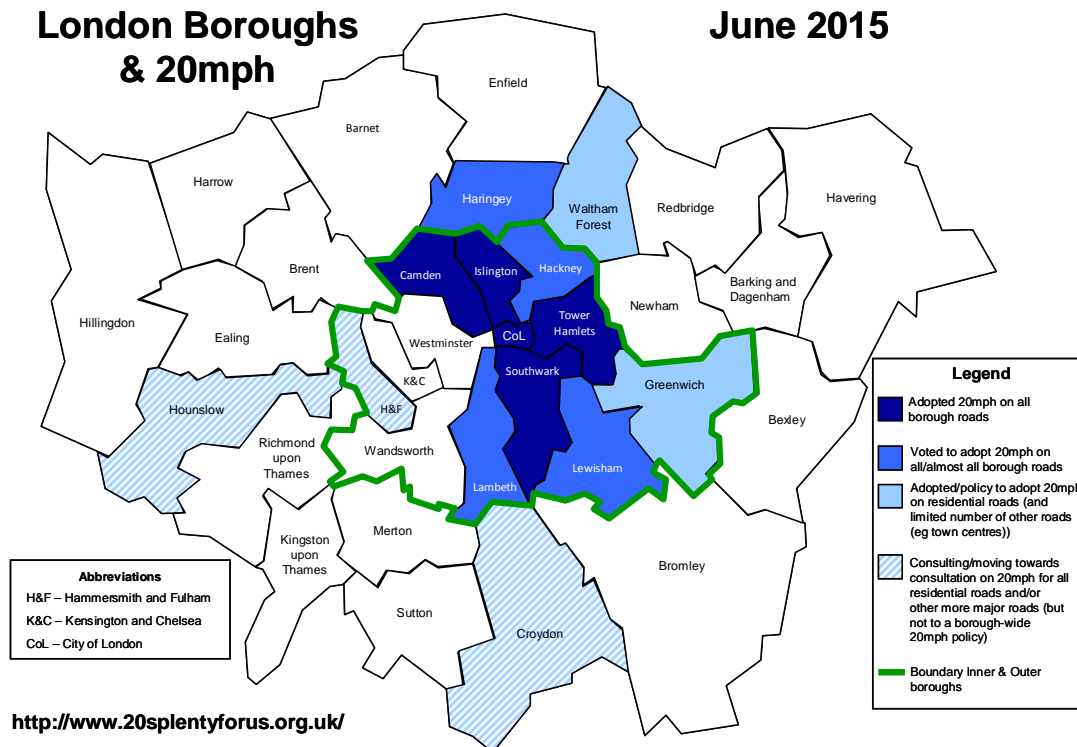 London Boroughs
& 20mph
June 2015
Enfield
Barnet
Harrow
Haringey
Waltham
Forest
Redbridge
Havering
Brent
Camden
Islington
Hackney
Barking and
Dagenham
Newham
Hillingdon
Ealing
Westminster
CoL
Tower
Hamlets
K&C
Southwark
Greenwich
Hounslow
H&F
Richmond
upon
Thames
Wandsworth
Lambeth
Lewisham
Bexley
Merton
Kingston
upon
Thames
Sutton
Croydon
Bromley
Legend
Adopted 20mph on all
borough roads
Voted to adopt 20mph on
all/almost all borough roads
Adopted/policy to adopt 20mph
on residential roads (and
limited number of other roads
(eg town centres))
Consulting/moving towards
consultation on 20mph for all
residential roads and/or
other more major roads (but
not to a borough-wide
20mph policy)
Boundary Inner & Outer
boroughs
Abbreviations
H&F – Hammersmith and Fulham
K&C – Kensington and Chelsea
CoL – City of London
http://www.20splentyforus.org.uk/